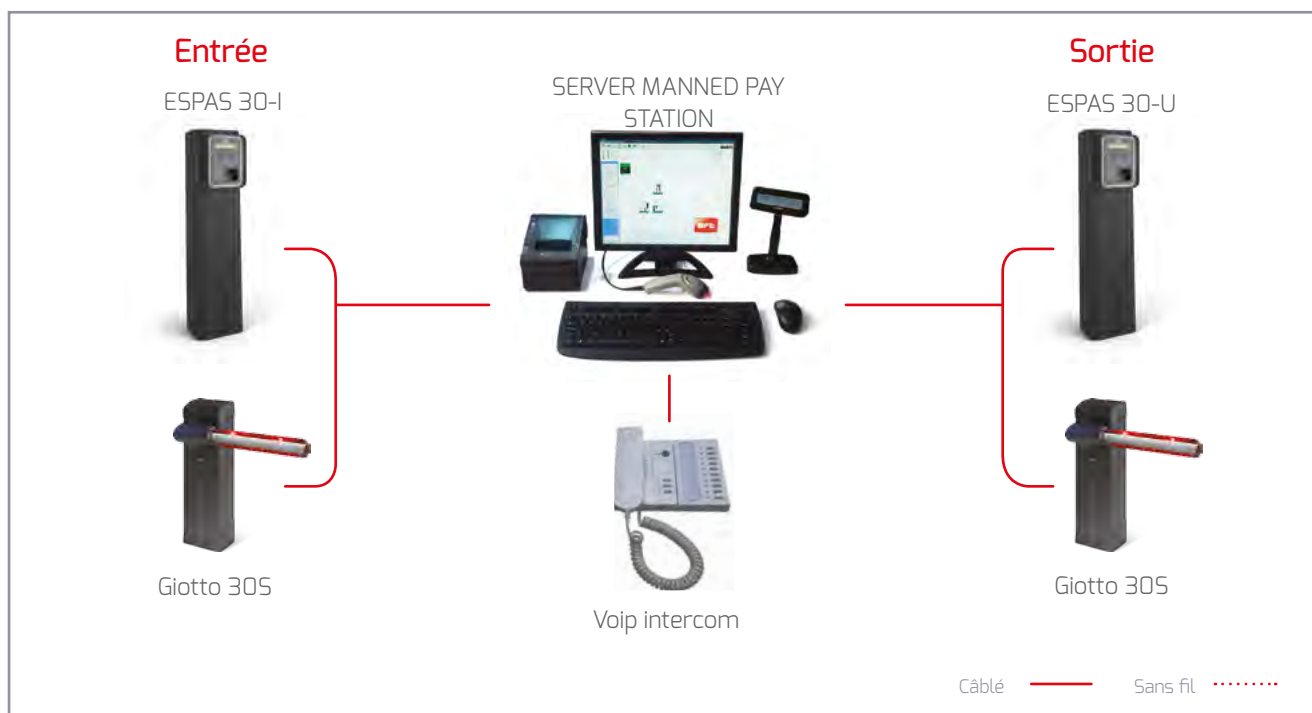 Entrée
ESPAS 30-I
SERVER MANNED PAY
STATION
Sortie
ESPAS 30-U
Giotto 30S
Voip intercom
Giotto 30S
Câblé
Sans fil